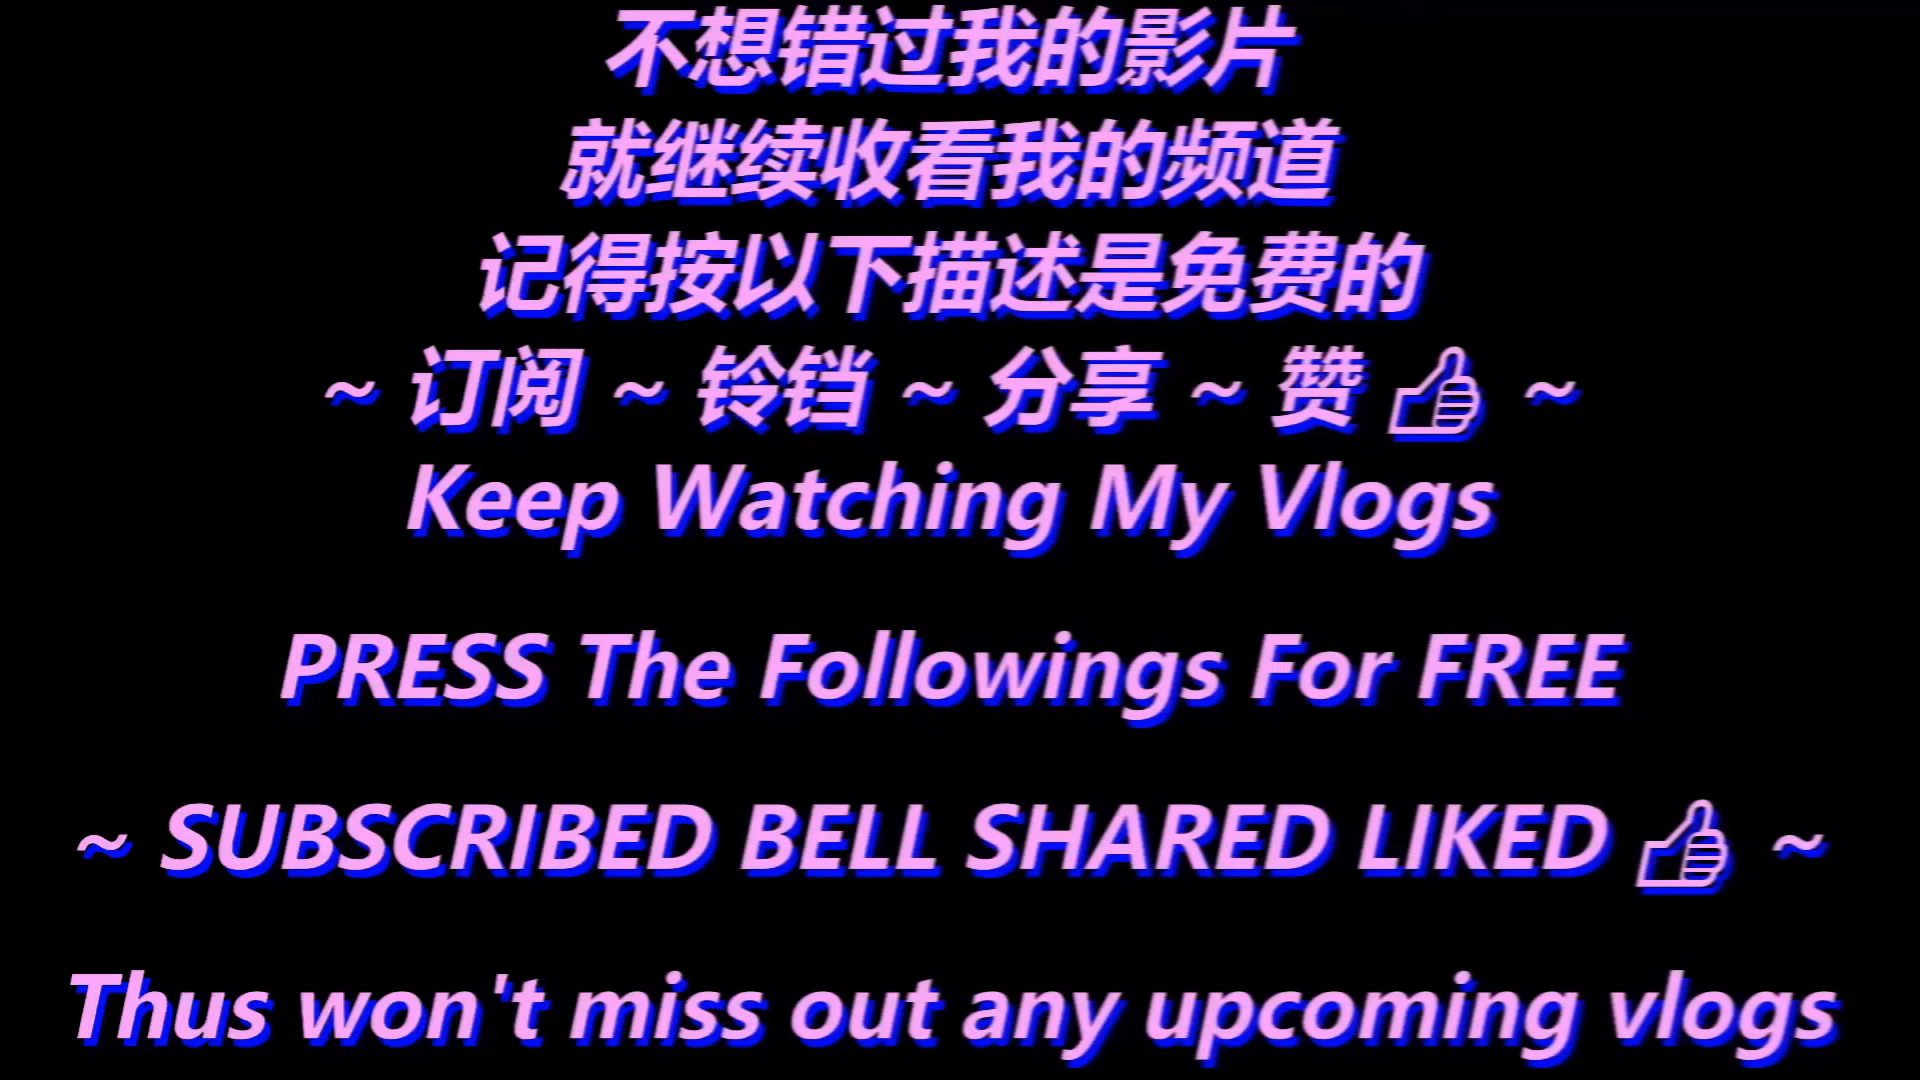 不想错过我的影片
就继续收看我的频道
记得按以下描述是免费的
~ 订阅 ~ 铃铛 ~ 分享 ~ 赞 👍 ~
Keep Watching My Vlogs
PRESS The Followings For FREE
~ SUBSCRIBED BELL SHARED LIKED 👍 ~
Thus won't miss out any upcoming vlogs